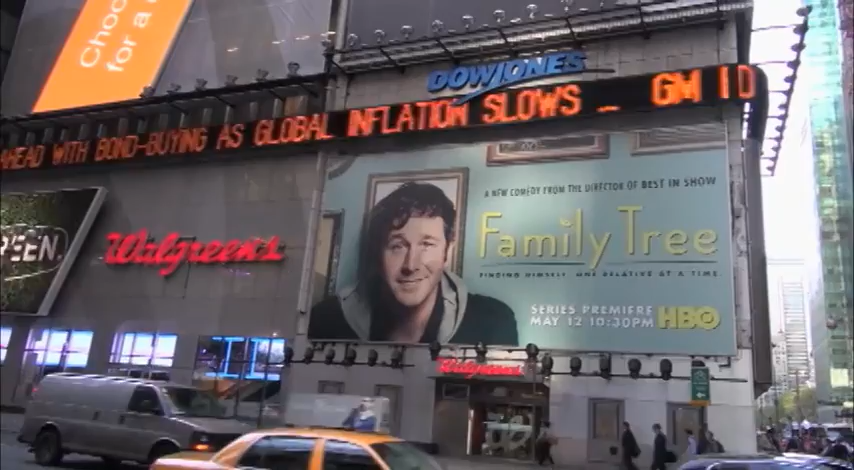 Choo
for a
DOWJONES
AHEAD WITH BOND-BUYING AS GLOBAL INFLATION SLOWS _ GM ID
A NEW COMEDY FROM THE DIRECTOR OF BEST IN SHOW
Family Tree
FINDING HIMSELF, ONE RELATIVE AT A TIME.
SERIES PREMIERE
MAY 12 10:30PM HBO
PEEN
Walgreens
Walgreens